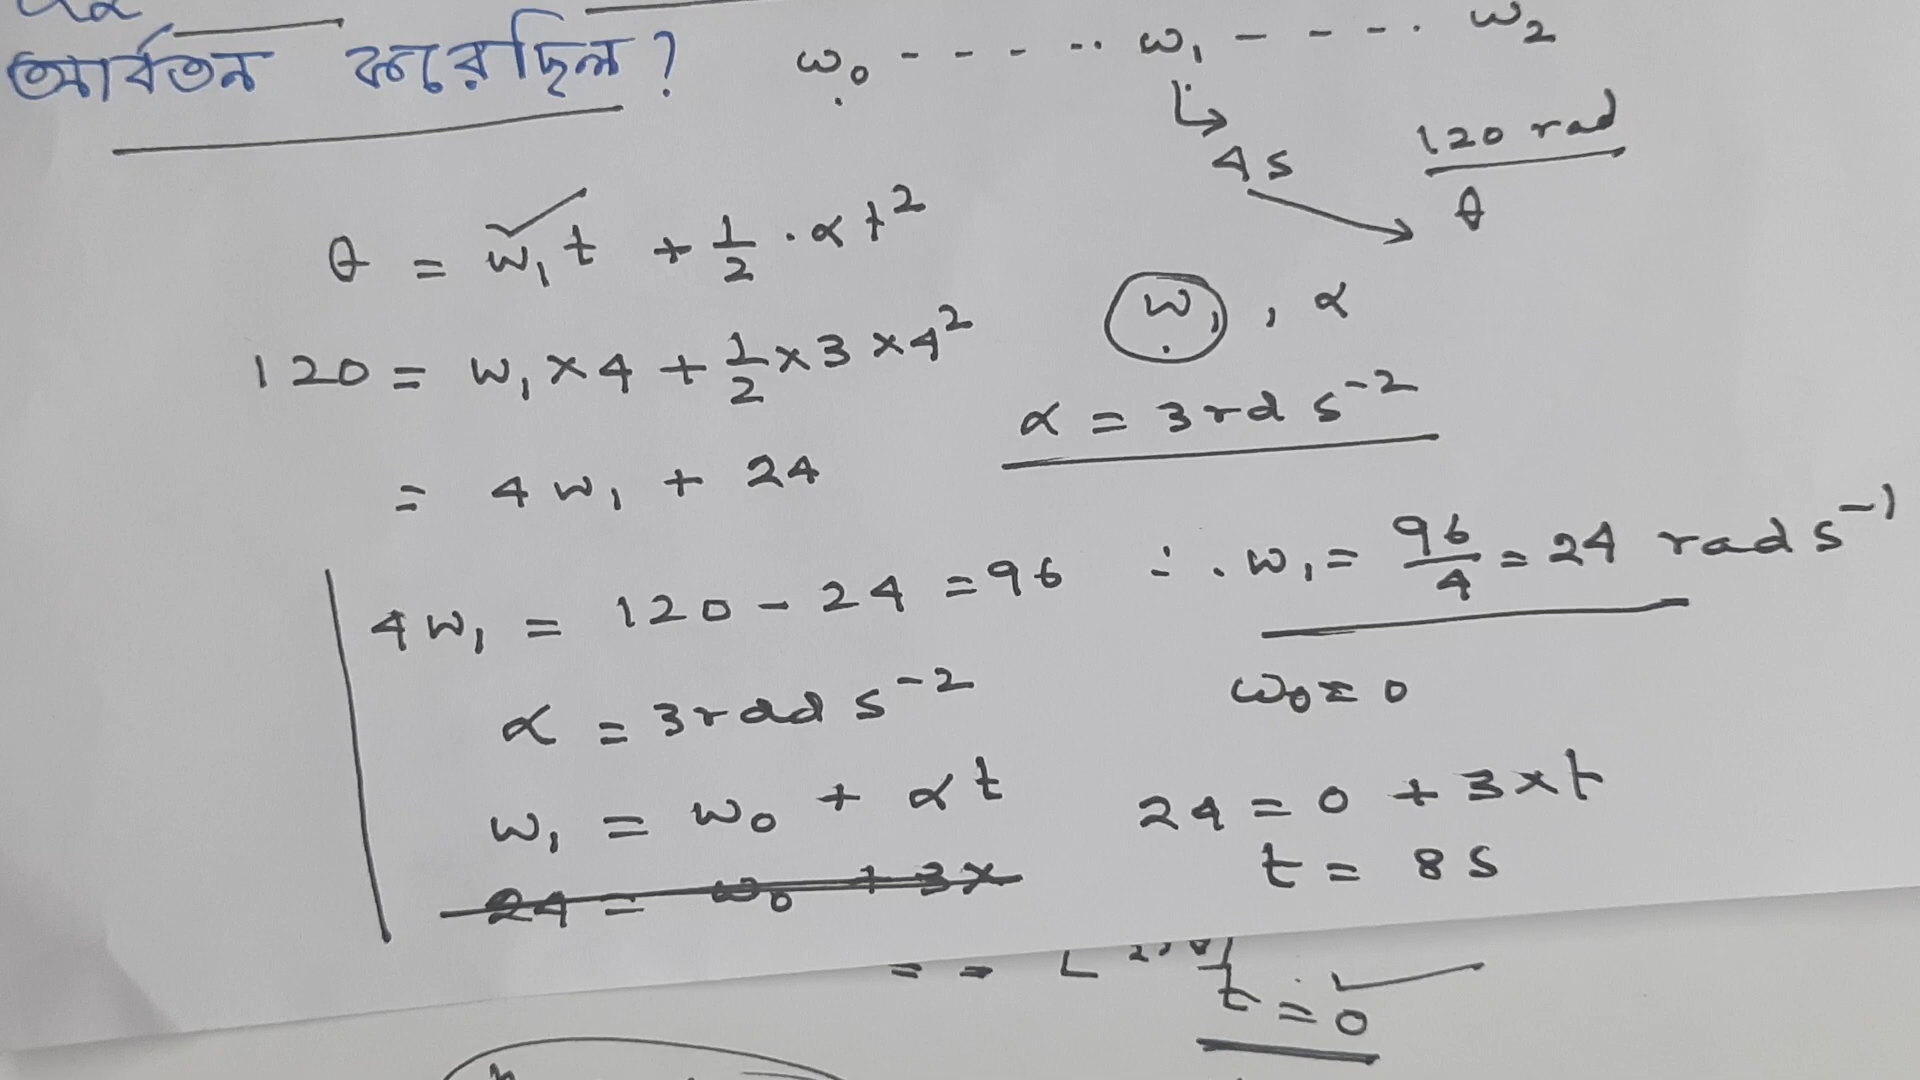 আবর্তন করেছিল? ω₀ - - - - -·· ω₁ - - - -· ω₂
4s 120 rad
θ
θ = ω₁t + 1/2 · αt²
ω₁, α
120 = ω₁ × 4 + 1/2 × 3 × 4²
α = 3 rd s⁻²
= 4ω₁ + 24
4ω₁ = 120 - 24 = 96 ∴ ω₁ = 96/4 = 24 rad s⁻¹
α = 3 rad s⁻² ω₀ = 0
ω₁ = ω₀ + αt 24 = 0 + 3×t
24 = ω₀ + 3× t = 8 s
t = 0